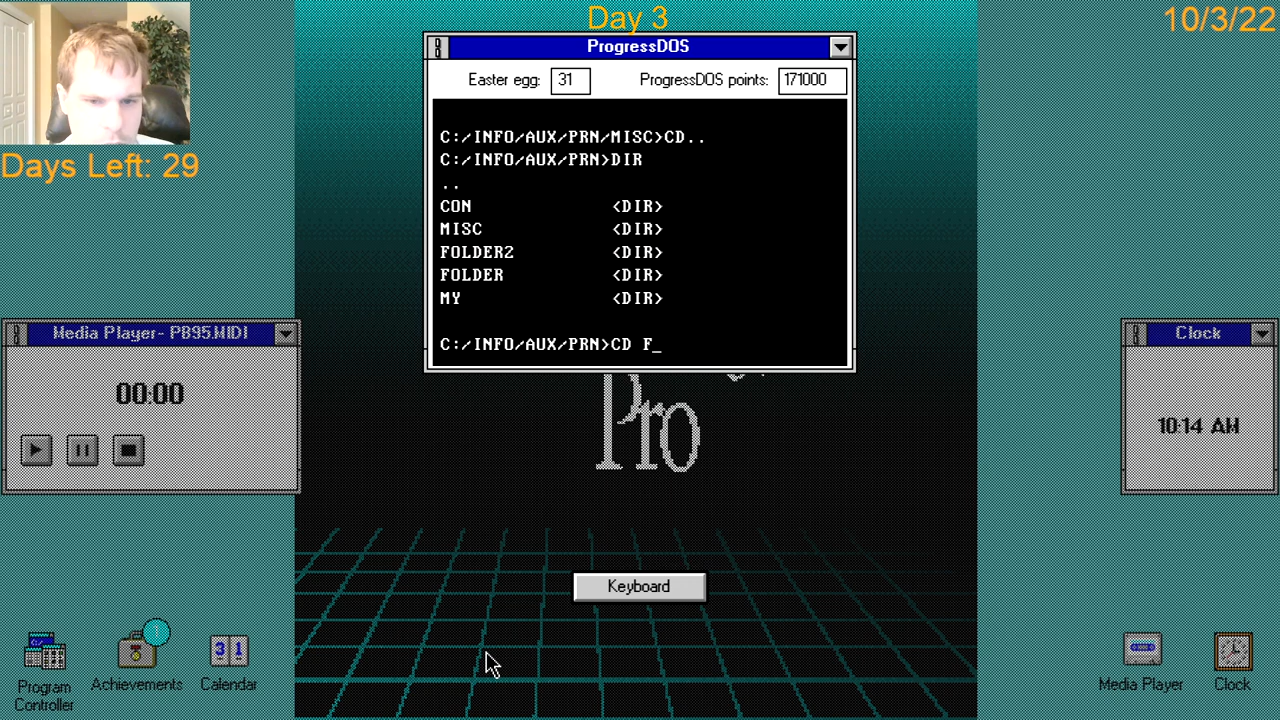 Day 3
10/3/22
Days Left: 29
ProgressDOS
Easter egg: 31 ProgressDOS points: 171000
C:/INFO/AUX/PRN/MISC>CD..
C:/INFO/AUX/PRN>DIR
..
CON <DIR>
MISC <DIR>
FOLDER2 <DIR>
FOLDER <DIR>
MY <DIR>
C:/INFO/AUX/PRN>CD F_
Media Player- PB95.MIDI
00:00
Clock
10:14 AM
Pro
Keyboard
Program
Controller
1
Achievements
31
Calendar
Media Player
Clock